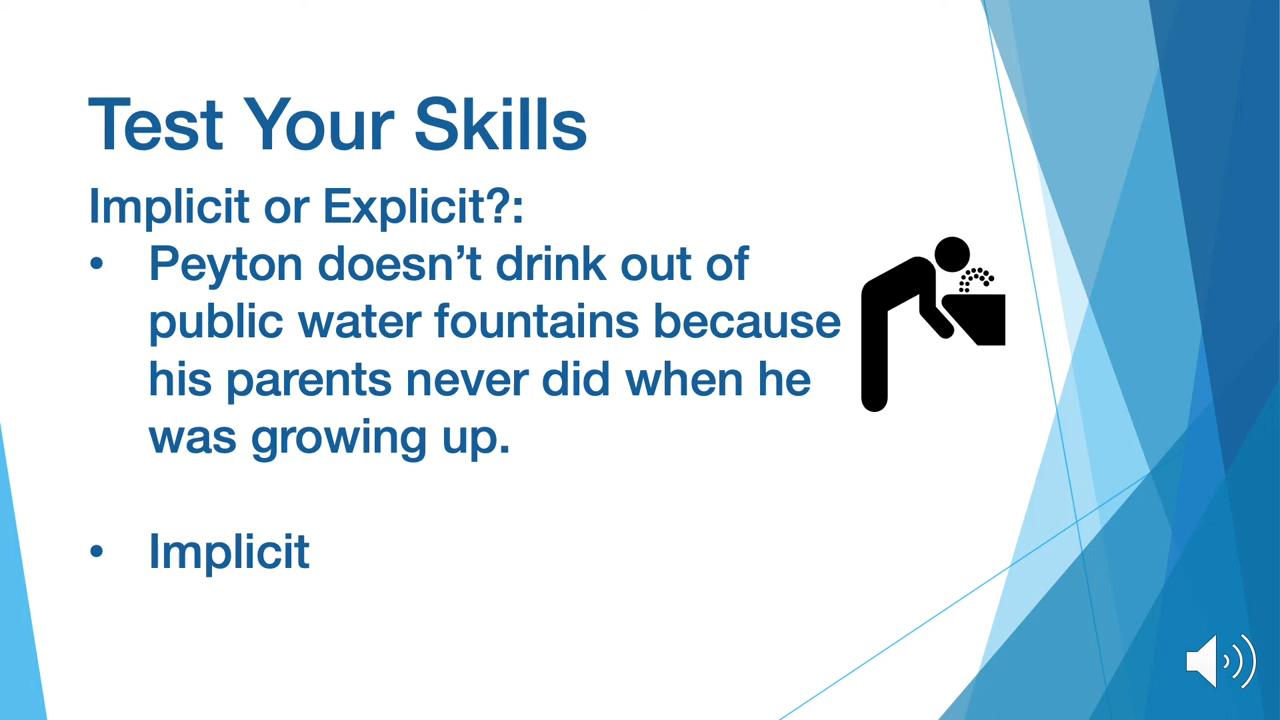 Test Your Skills
Implicit or Explicit?:
• Peyton doesn’t drink out of
public water fountains because
his parents never did when he
was growing up.
• Implicit